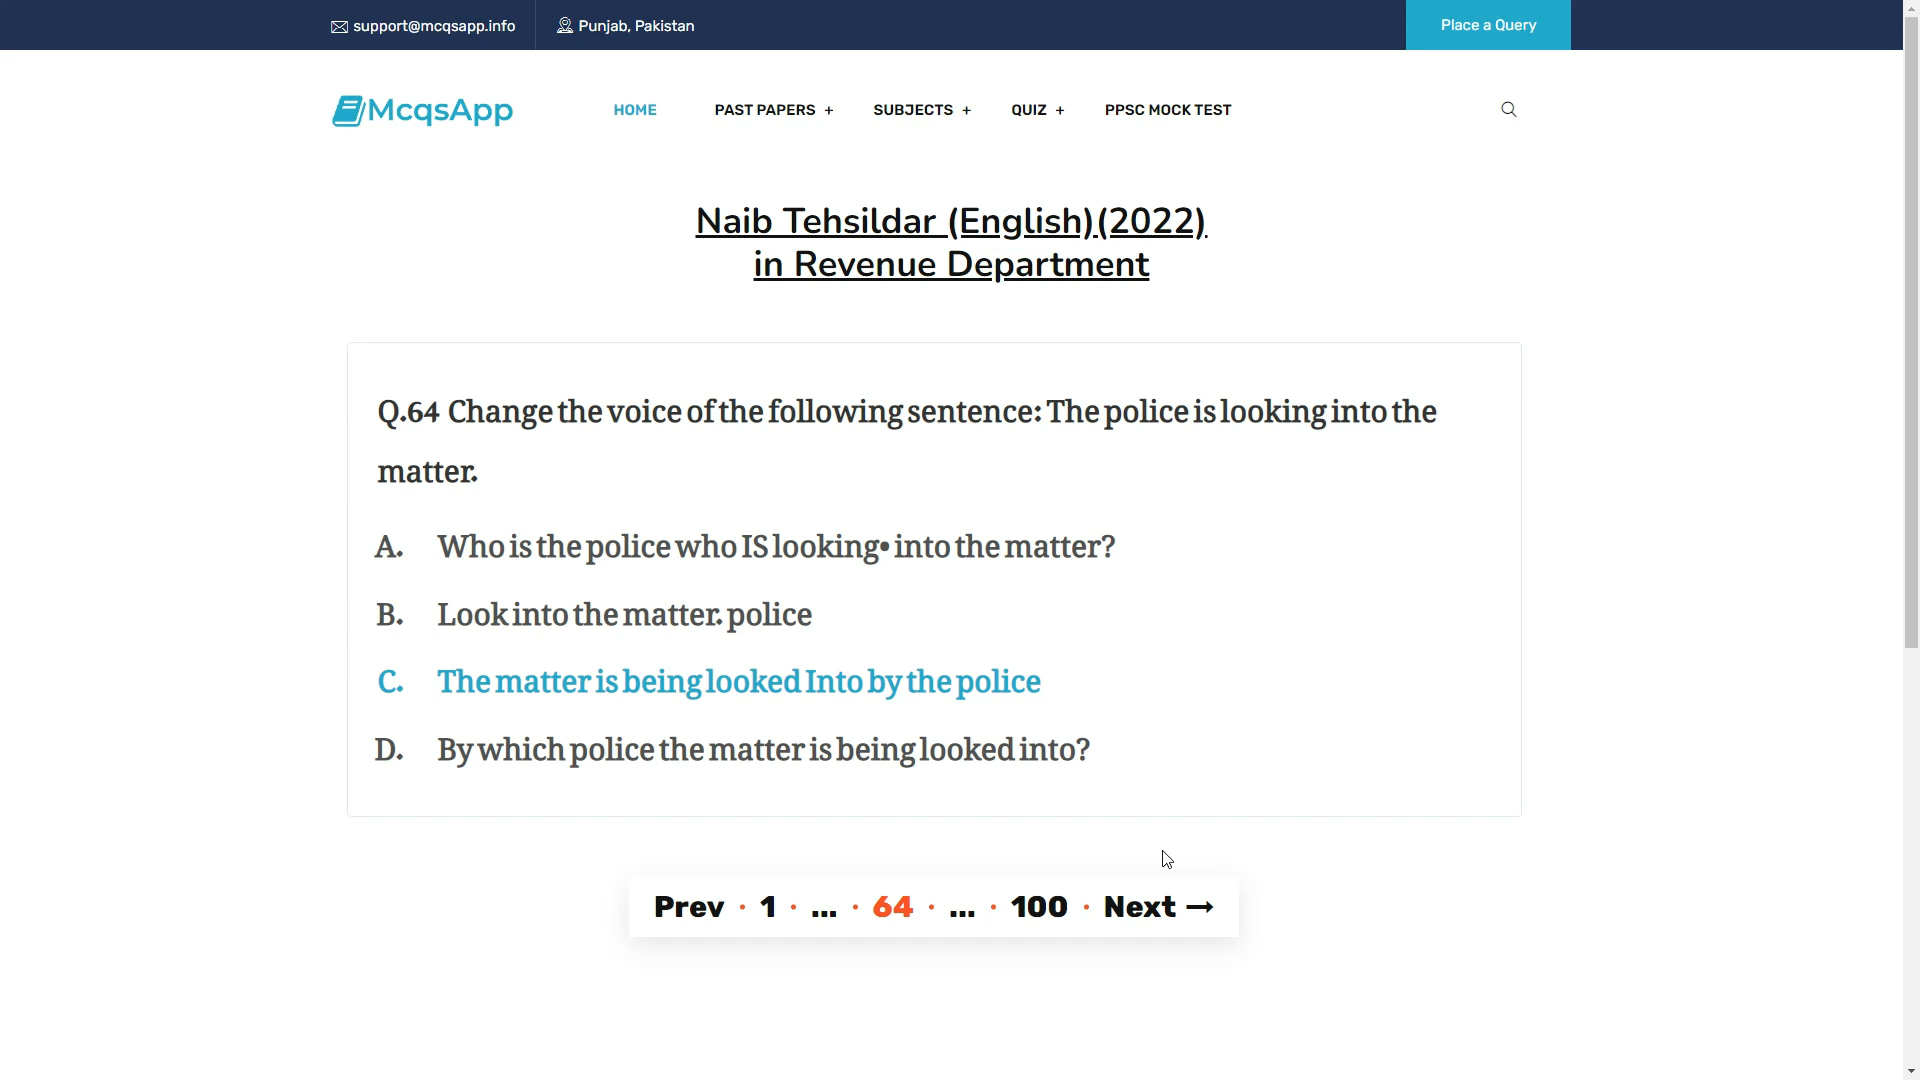 support@mcqsapp.info
Punjab, Pakistan
Place a Query
McqsApp
HOME
PAST PAPERS +
SUBJECTS +
QUIZ +
PPSC MOCK TEST
Naib Tehsildar (English)(2022)
in Revenue Department
Q.64 Change the voice of the following sentence: The police is looking into the
matter.
A. Who is the police who IS looking• into the matter?
B. Look into the matter. police
C. The matter is being looked Into by the police
D. By which police the matter is being looked into?
Prev • 1 • ... • 64 • ... • 100 • Next →